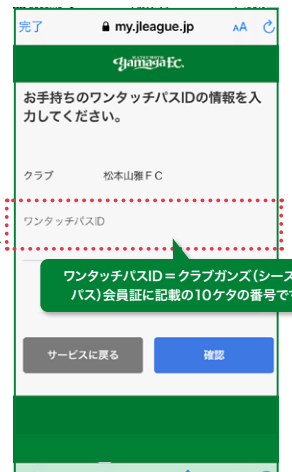 完了
my.jleague.jp
AA
MATSUMOTO
Yamaga F.C.
お手持ちのワンタッチパスIDの情報を入
力してください。
クラブ 松本山雅ＦＣ
ワンタッチパスID
ワンタッチパスID＝クラブガンズ（シーズ
パス）会員証に記載の10ケタの番号で
サービスに戻る 確認